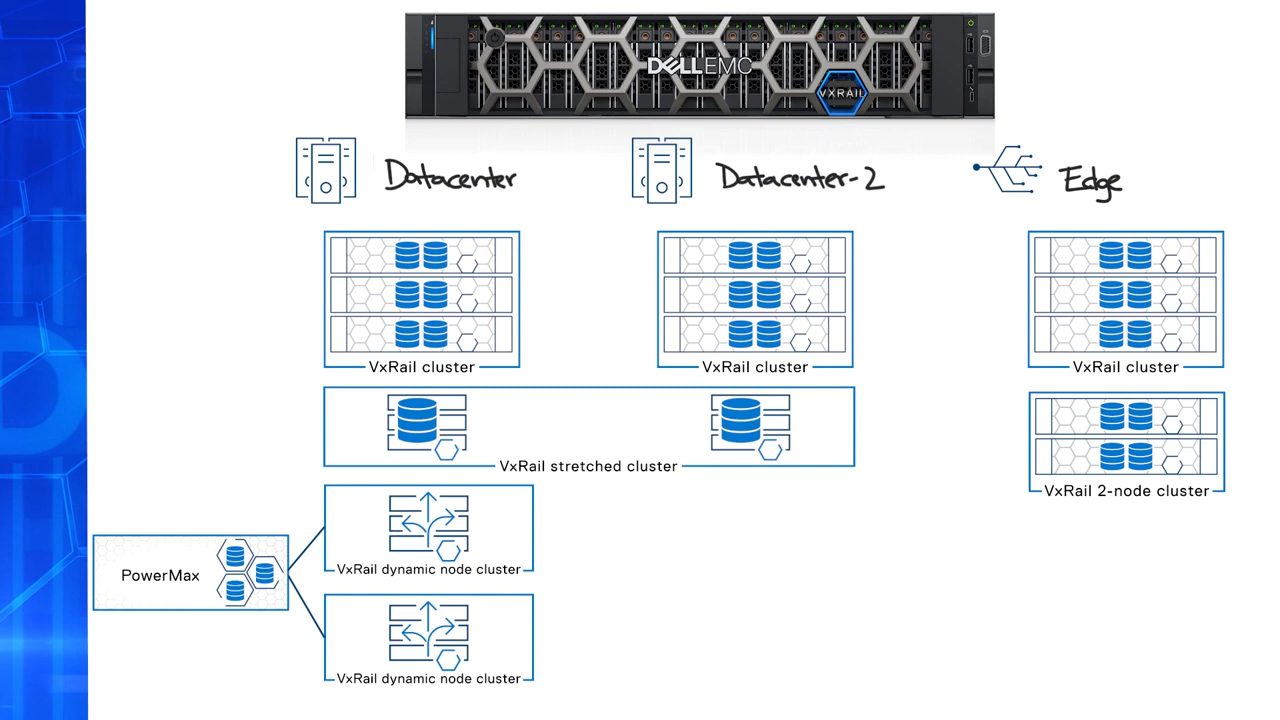 DELLEMC
VXRAIL
Datacenter
Datacenter-2
Edge
VxRail cluster
VxRail cluster
VxRail cluster
VxRail stretched cluster
VxRail 2-node cluster
VxRail dynamic node cluster
PowerMax
VxRail dynamic node cluster